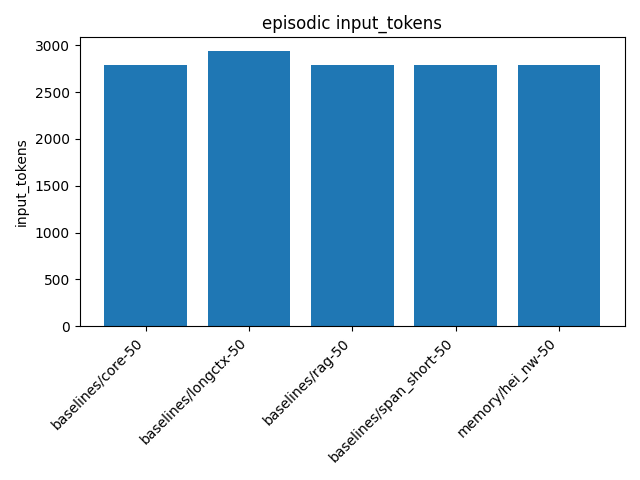 episodic input_tokens
input_tokens
3000
2500
2000
1500
1000
500
0
baselines/core-50
baselines/longctx-50
baselines/rag-50
baselines/span_short-50
memory/hei_nw-50